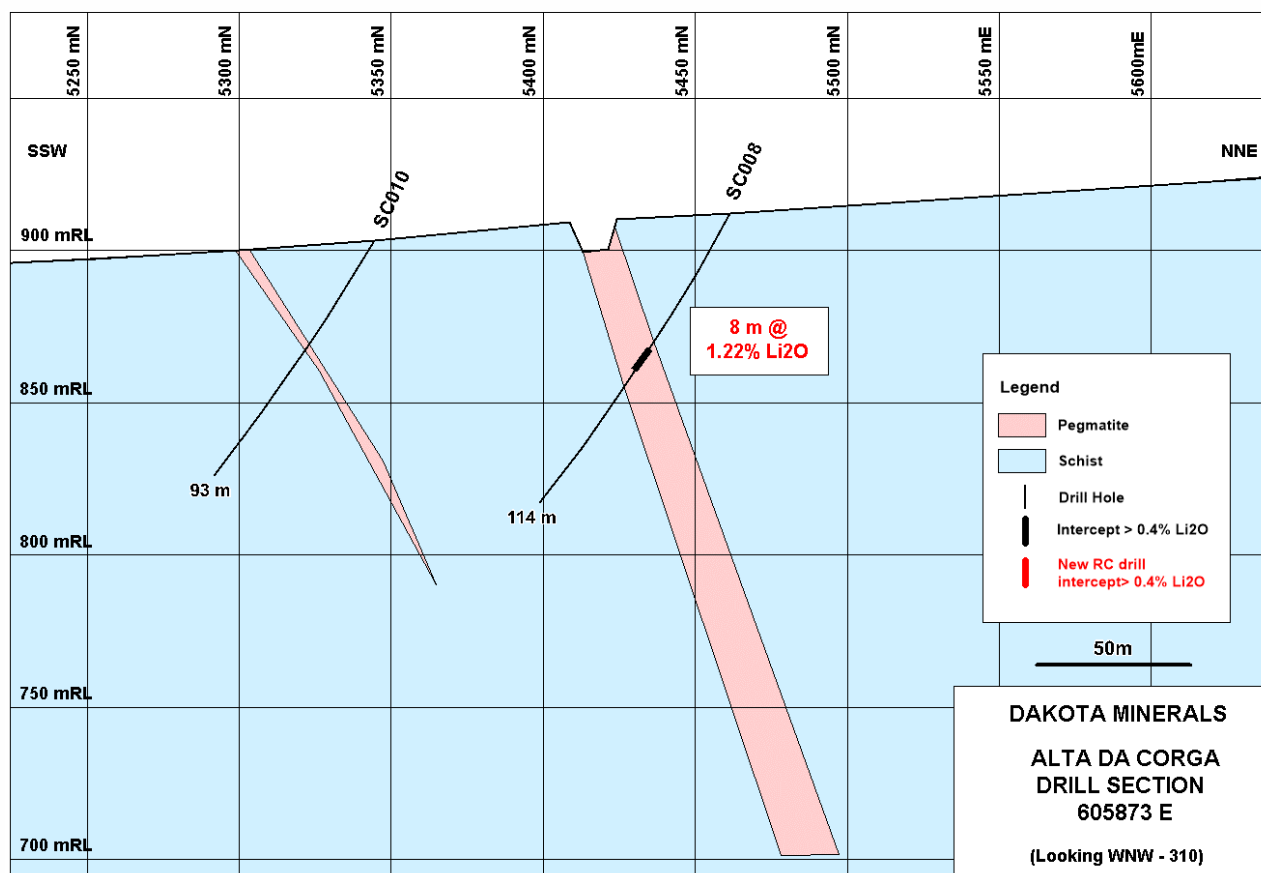 5250 mN
5300 mN
5350 mN
5400 mN
5450 mN
5500 mN
5550 mE
5600mE
SSW
NNE
SC010
SC008
900 mRL
8 m @
1.22% Li2O
850 mRL
Legend
Pegmatite
Schist
Drill Hole
Intercept > 0.4% Li2O
New RC drill
intercept> 0.4% Li2O
93 m
114 m
800 mRL
50m
750 mRL
DAKOTA MINERALS
ALTA DA CORGA
DRILL SECTION
605873 E
(Looking WNW - 310)
700 mRL